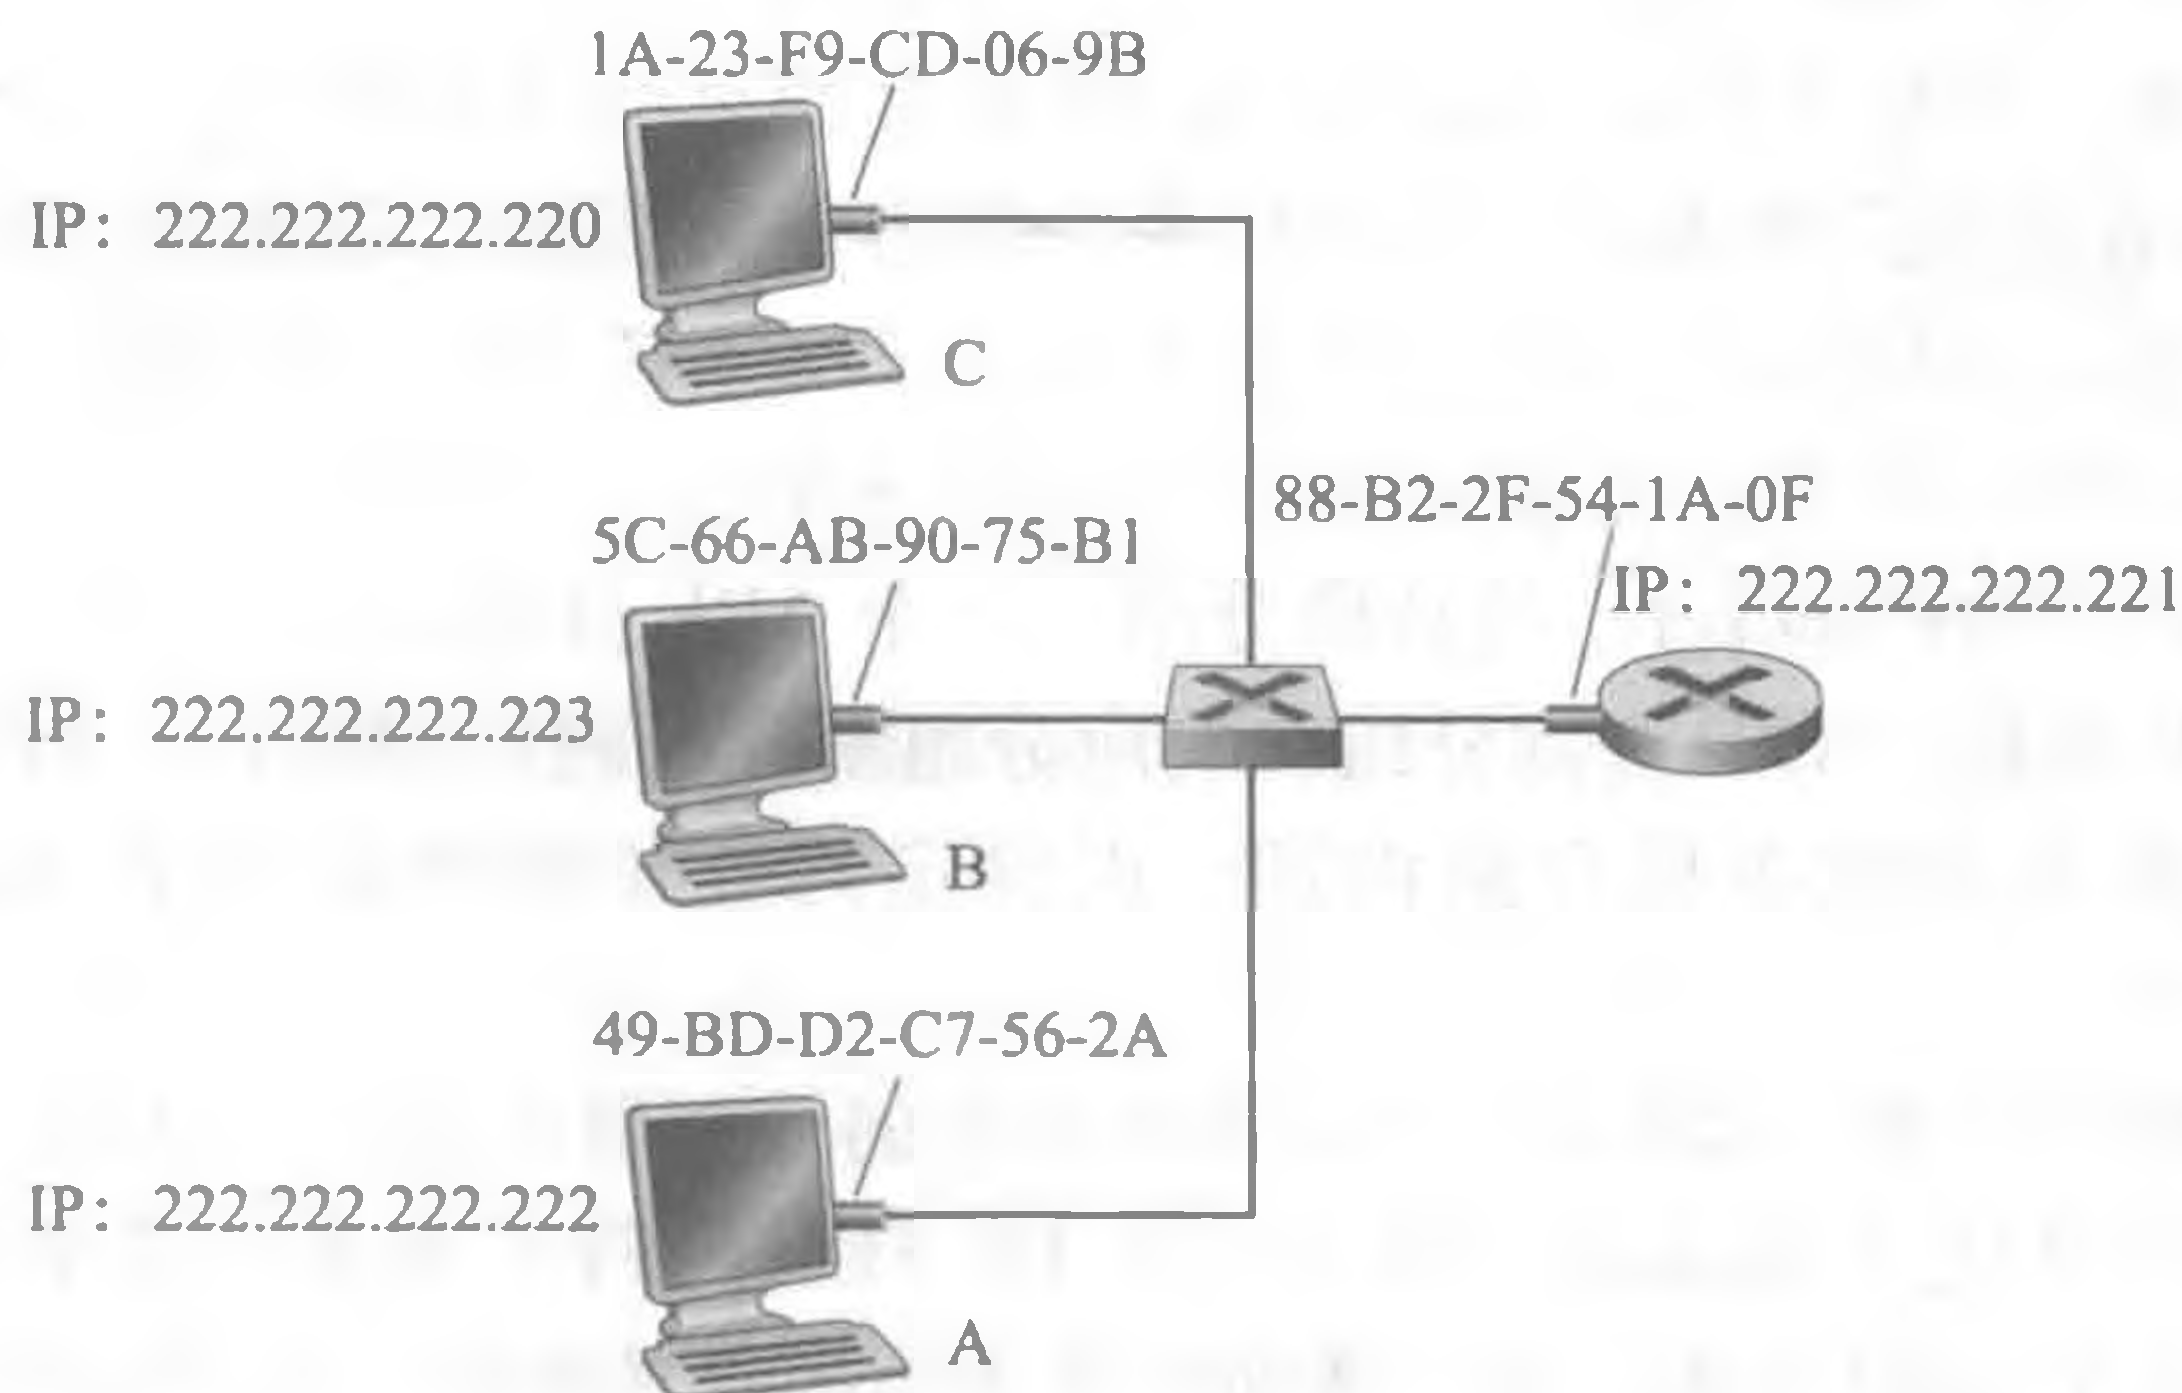 1A-23-F9-CD-06-9B
IP: 222.222.222.220
C
88-B2-2F-54-1A-0F
5C-66-AB-90-75-B1
IP: 222.222.222.221
IP: 222.222.222.223
B
49-BD-D2-C7-56-2A
IP: 222.222.222.222
A